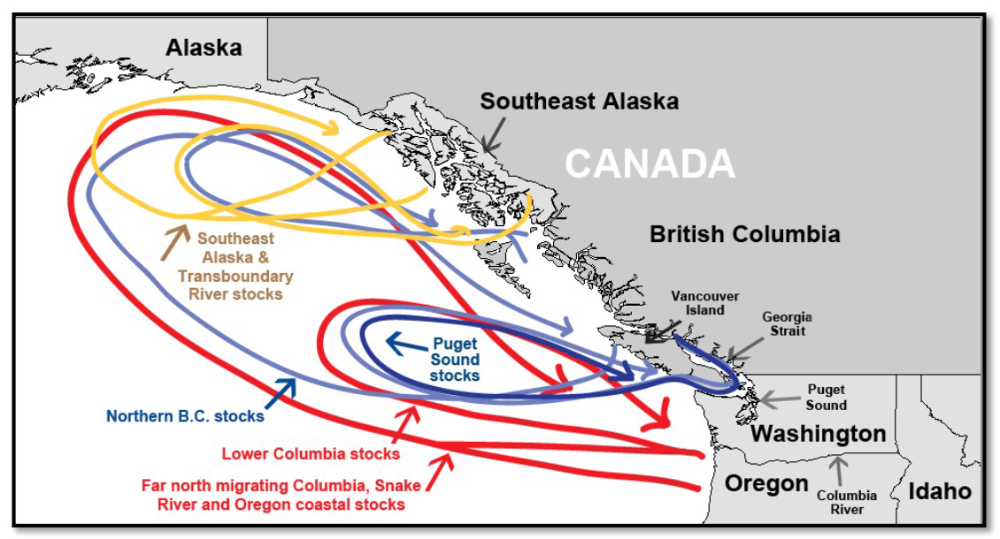 Alaska
Southeast Alaska
CANADA
British Columbia
Southeast
Alaska &
Transboundary
River stocks
Vancouver
Island
Georgia
Strait
Puget
Sound
stocks
Puget
Sound
Northern B.C. stocks
Washington
Lower Columbia stocks
Far north migrating Columbia, Snake
River and Oregon coastal stocks
Oregon
Columbia
River
Idaho